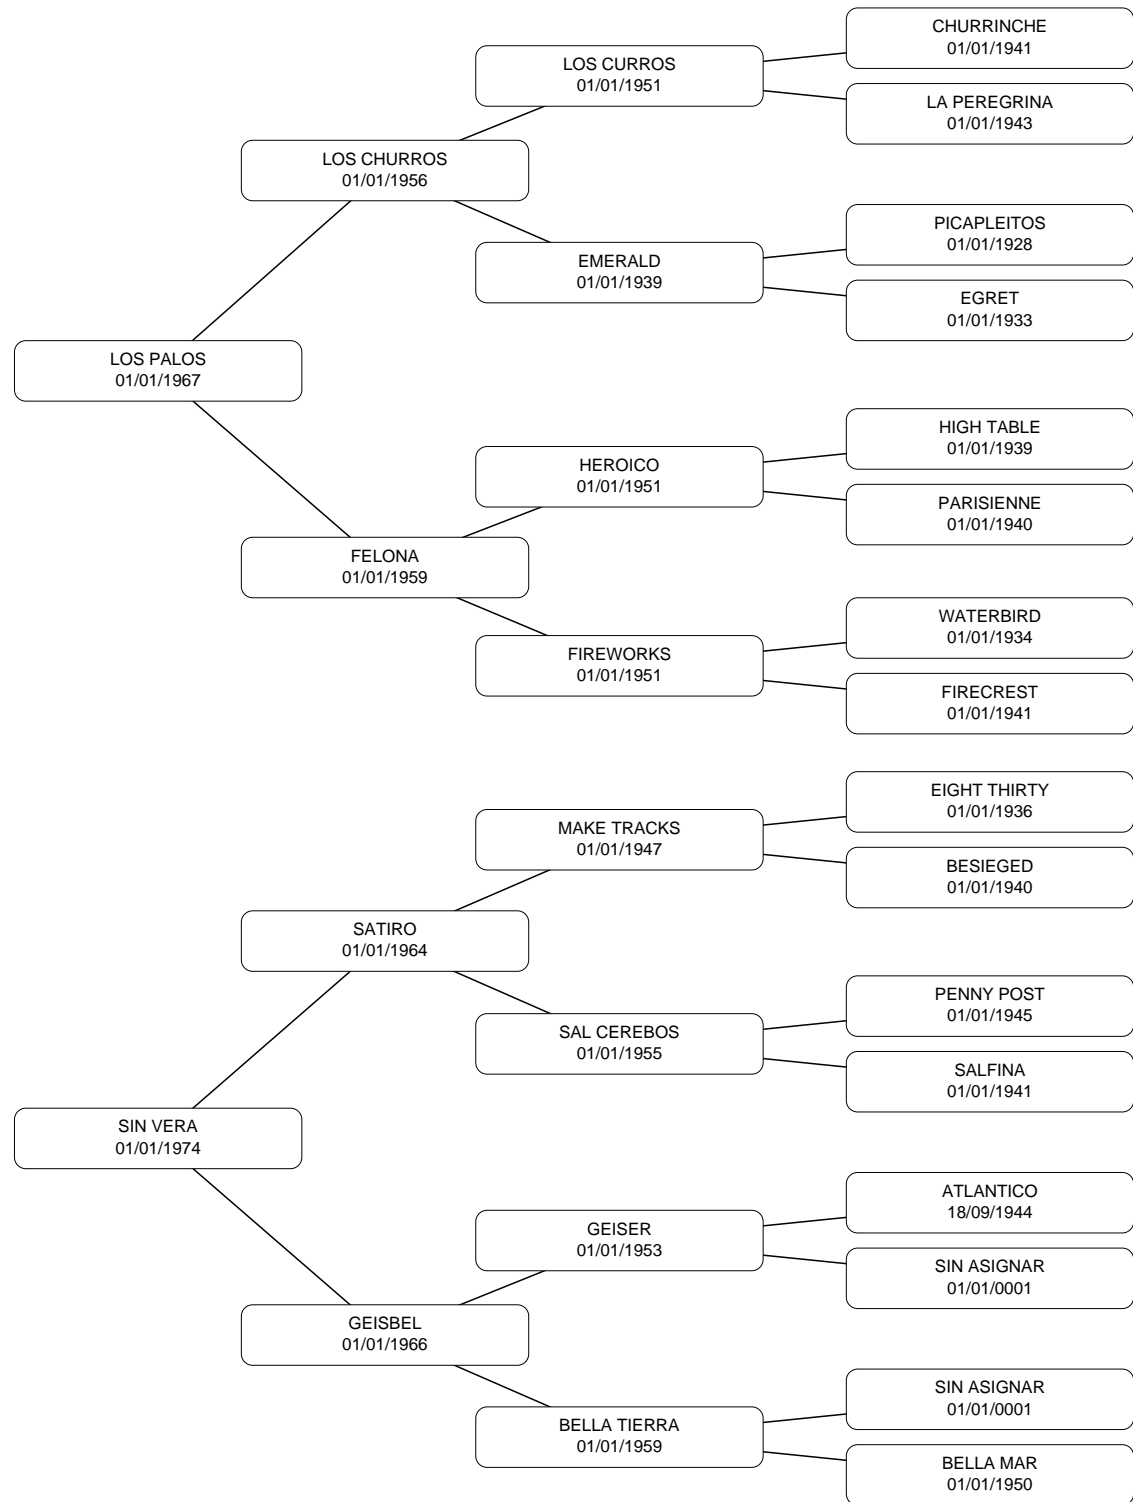 CHURRINCHE
01/01/1941
LOS CURROS
01/01/1951
LA PEREGRINA
01/01/1943
LOS CHURROS
01/01/1956
PICAPLEITOS
01/01/1928
EMERALD
01/01/1939
EGRET
01/01/1933
LOS PALOS
01/01/1967
HIGH TABLE
01/01/1939
HEROICO
01/01/1951
PARISIENNE
01/01/1940
FELONA
01/01/1959
WATERBIRD
01/01/1934
FIREWORKS
01/01/1951
FIRECREST
01/01/1941
EIGHT THIRTY
01/01/1936
MAKE TRACKS
01/01/1947
BESIEGED
01/01/1940
SATIRO
01/01/1964
PENNY POST
01/01/1945
SAL CEREBOS
01/01/1955
SALFINA
01/01/1941
SIN VERA
01/01/1974
ATLANTICO
18/09/1944
GEISER
01/01/1953
SIN ASIGNAR
01/01/0001
GEISBEL
01/01/1966
SIN ASIGNAR
01/01/0001
BELLA TIERRA
01/01/1959
BELLA MAR
01/01/1950